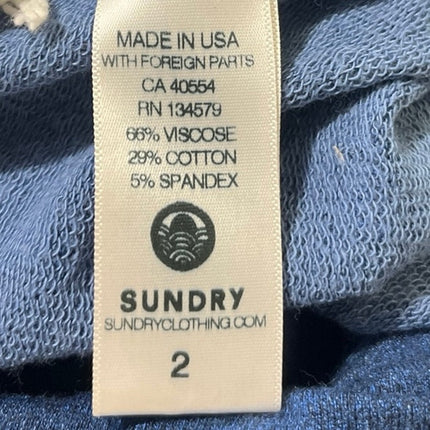 MADE IN USA
WITH FOREIGN PARTS
CA 40554
RN 134579
66% VISCOSE
29% COTTON
5% SPANDEX
SUNDRY
SUNDRYCLOTHING.COM
2